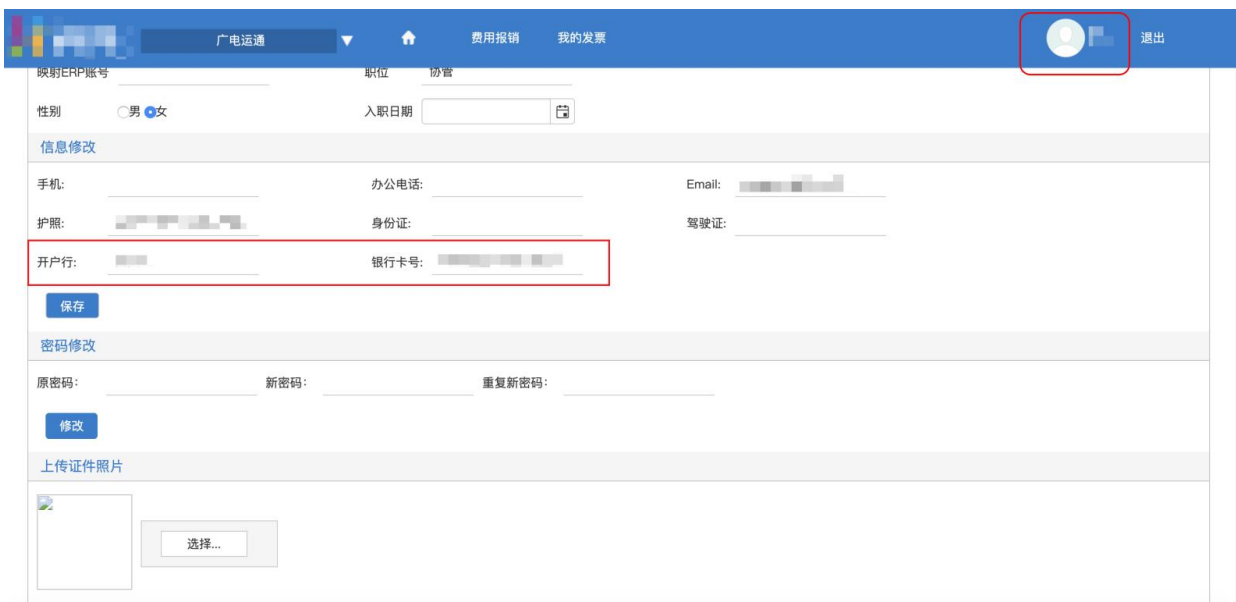 广电运通 费用报销 我的发票 退出
映射ERP账号 职位 协管
性别 男 女 入职日期
信息修改
手机: 办公电话: Email:
护照: 身份证: 驾驶证:
开户行: 银行卡号:
保存
密码修改
原密码: 新密码: 重复新密码:
修改
上传证件照片
选择...